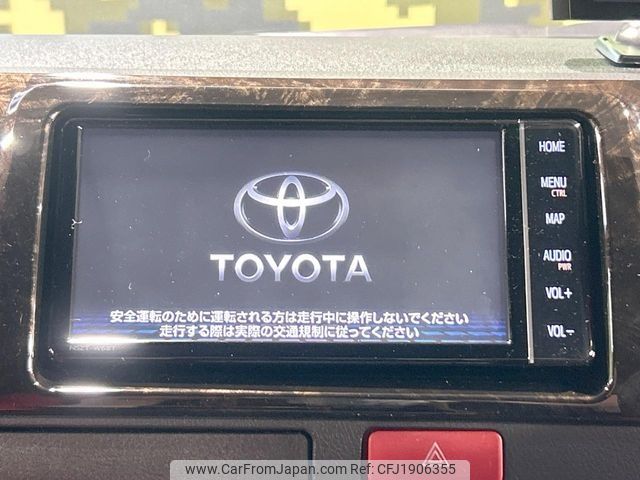 HOME
MENU
CTRL
MAP
AUDIO
PWR
VOL+
VOL-
TOYOTA
安全運転のために運転される方は走行中に操作しないでください
走行する際は実際の交通規制に従ってください
www.CarFromJapan.com - Photo ID: CFJ1906355